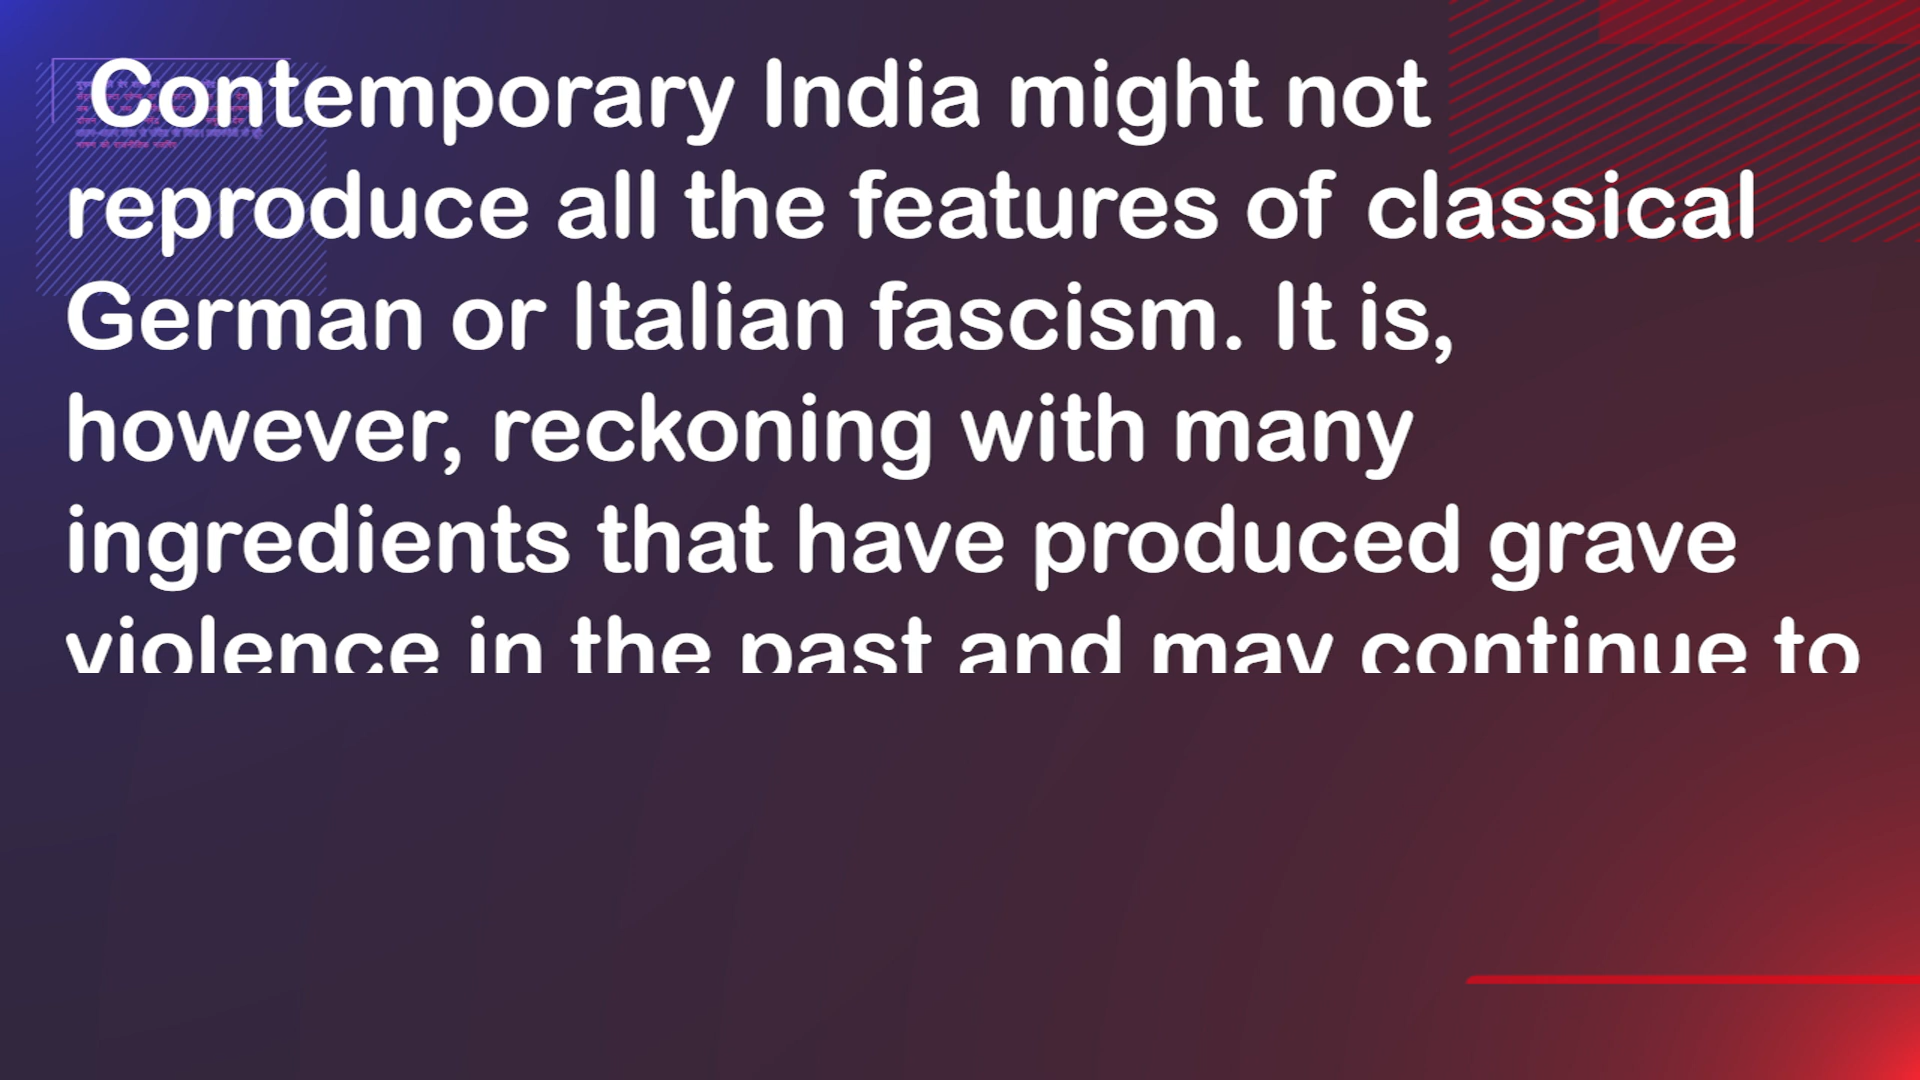 Contemporary India might not
reproduce all the features of classical
German or Italian fascism. It is,
however, reckoning with many
ingredients that have produced grave
violence in the past and may continue to